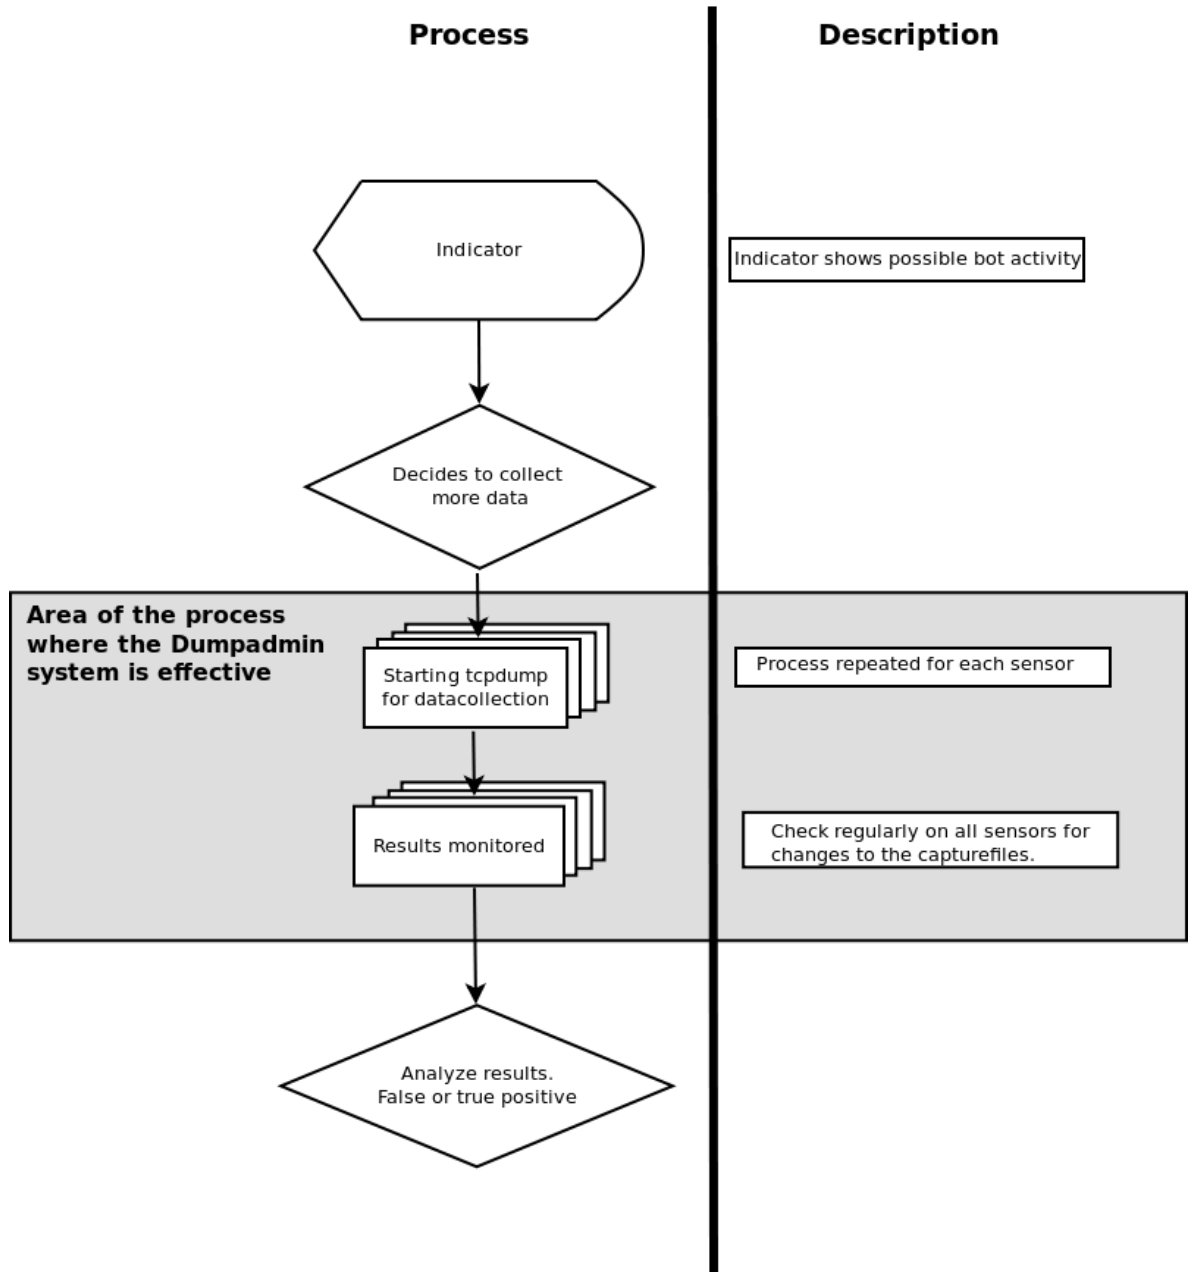 Process
Description
Indicator
Indicator shows possible bot activity
Decides to collect
more data
Area of the process
where the Dumpadmin
system is effective
Starting tcpdump
for datacollection
Process repeated for each sensor
Results monitored
Check regularly on all sensors for
changes to the capturefiles.
Analyze results.
False or true positive